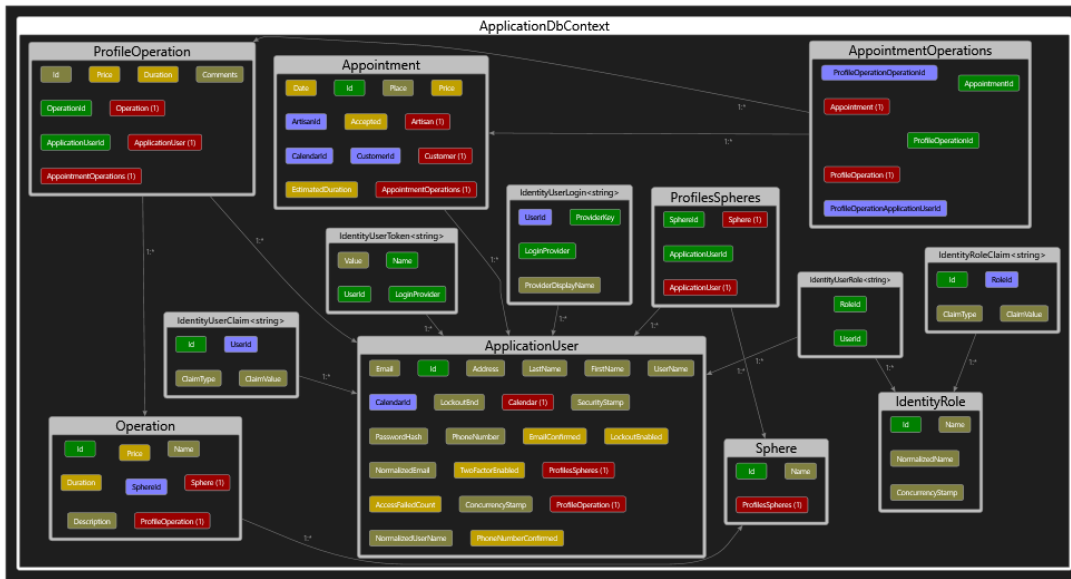 ApplicationDbContext
ProfileOperation
Id Price Duration Comments
OperationId Operation (1)
ApplicationUserId ApplicationUser (1)
AppointmentOperations (1)
Appointment
Date Id Place Price
ArtisanId Accepted Artisan (1)
CalendarId CustomerId Customer (1)
EstimatedDuration AppointmentOperations (1)
AppointmentOperations
ProfileOperationOperationId
AppointmentId
Appointment (1)
ProfileOperationId
ProfileOperation (1)
ProfileOperationApplicationUserId
1:*
1:*
1:*
1:*
1:*
IdentityUserToken<string>
Value Name
UserId LoginProvider
1:*
IdentityUserLogin<string>
UserId ProviderKey
LoginProvider
ProviderDisplayName
1:*
ProfilesSpheres
SphereId Sphere (1)
ApplicationUserId
ApplicationUser (1)
1:*
1:*
IdentityUserRole<string>
RoleId
UserId
1:*
1:*
IdentityRoleClaim<string>
Id RoleId
ClaimType ClaimValue
1:*
IdentityUserClaim<string>
Id UserId
ClaimType ClaimValue
1:*
ApplicationUser
Email Id Address LastName FirstName UserName
CalendarId LockoutEnd Calendar (1) SecurityStamp
PasswordHash PhoneNumber EmailConfirmed LockoutEnabled
NormalizedEmail TwoFactorEnabled ProfilesSpheres (1)
AccessFailedCount ConcurrencyStamp ProfileOperation (1)
NormalizedUserName PhoneNumberConfirmed
Operation
Id Price Name
Duration SphereId Sphere (1)
Description ProfileOperation (1)
1:*
Sphere
Id Name
ProfilesSpheres (1)
IdentityRole
Id Name
NormalizedName
ConcurrencyStamp